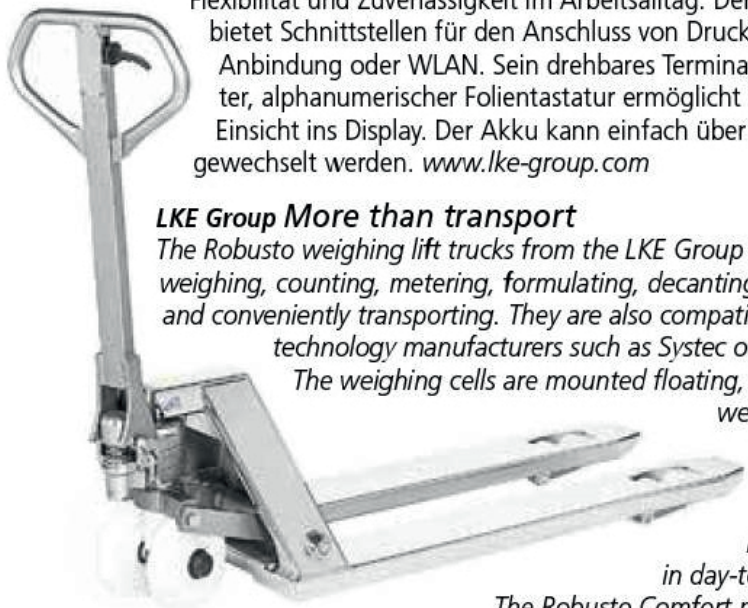 Flexibilität und Zuverlässigkeit im Arbeitsalltag. Der
bietet Schnittstellen für den Anschluss von Druck
Anbindung oder WLAN. Sein drehbares Termina
ter, alphanumerischer Folientastatur ermöglicht
Einsicht ins Display. Der Akku kann einfach über
gewechselt werden. www.lke-group.com
LKE Group More than transport
The Robusto weighing lift trucks from the LKE Group
weighing, counting, metering, formulating, decanting
and conveniently transporting. They are also compati
technology manufacturers such as Systec o
The weighing cells are mounted floating,
we
in day-to
The Robusto Comfort